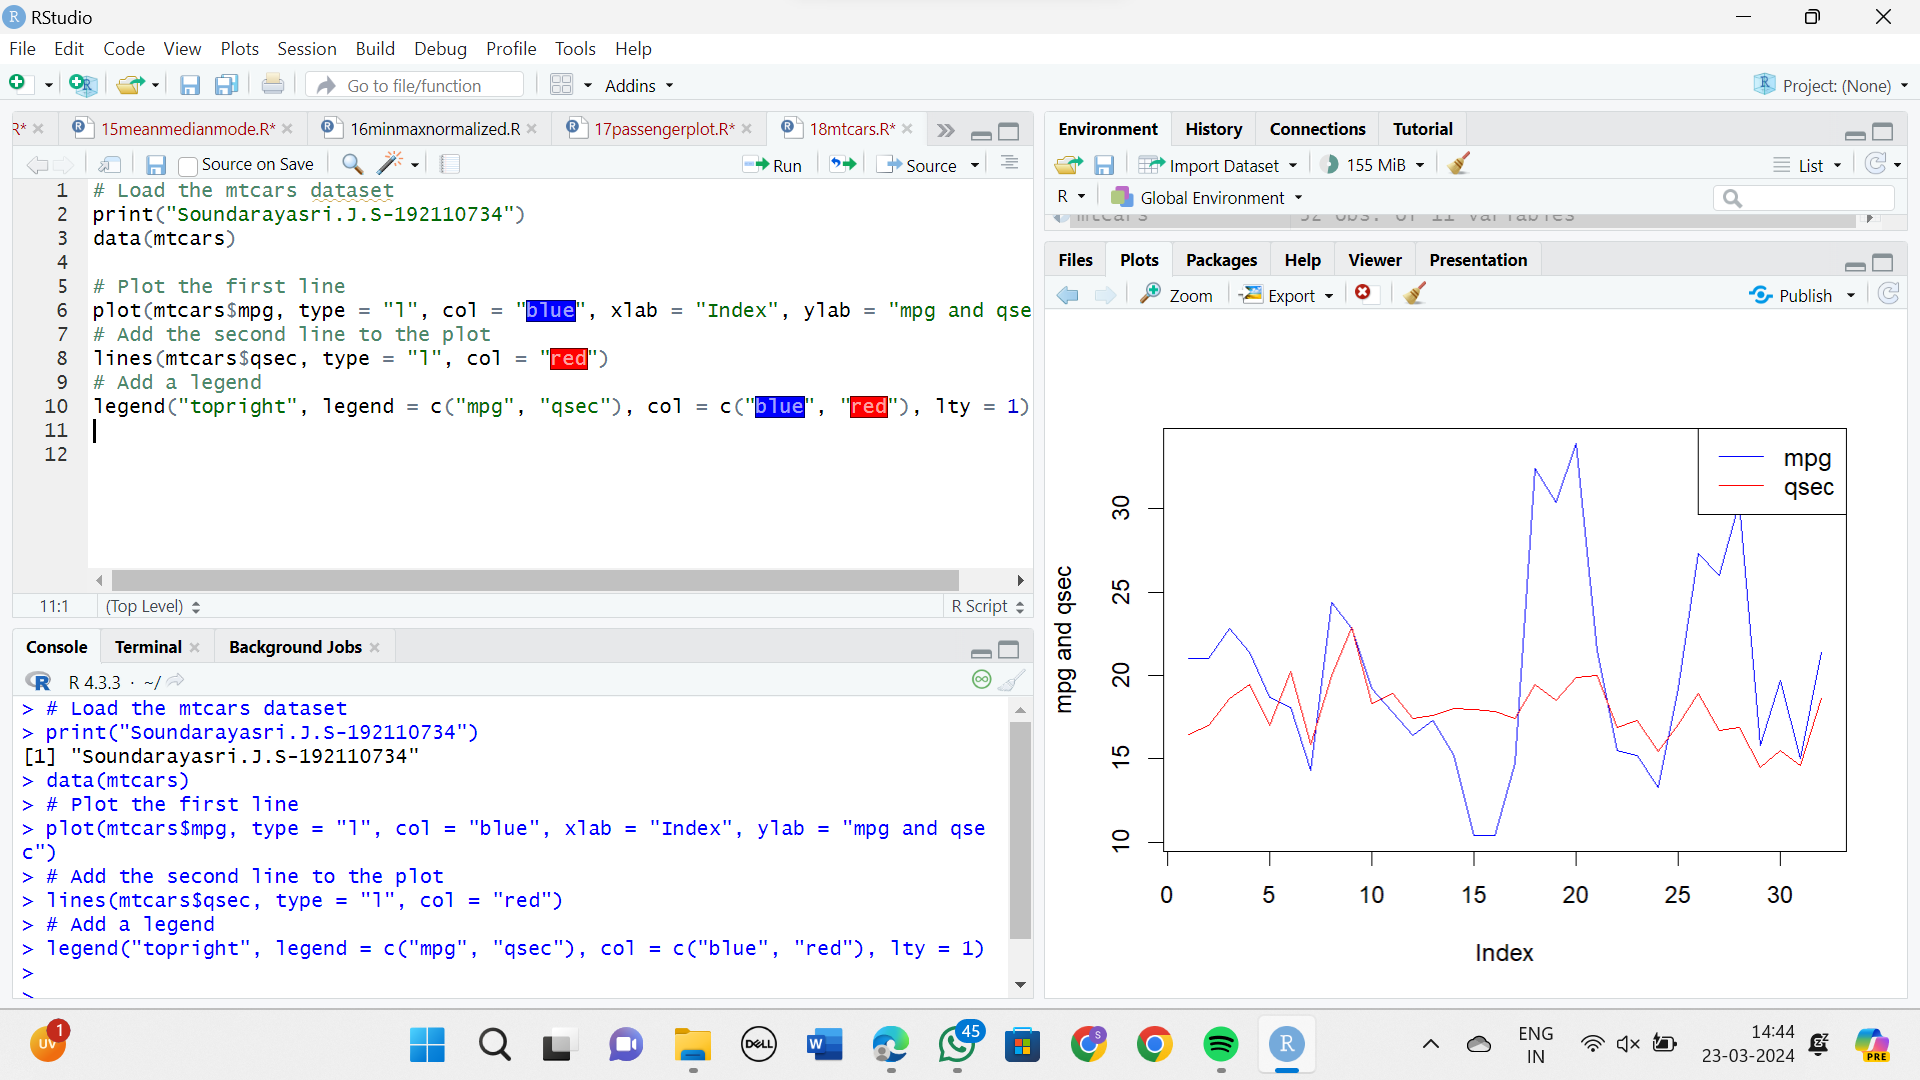 RStudio
File Edit Code View Plots Session Build Debug Profile Tools Help
Go to file/function Addins Project: (None)
R* 15meanmedianmode.R* 16minmaxnormalized.R 17passengerplot.R* 18mtcars.R*
Source on Save Run Source
1 # Load the mtcars dataset
2 print("Soundarayasri.J.S-192110734")
3 data(mtcars)
4
5 # Plot the first line
6 plot(mtcars$mpg, type = "l", col = "blue", xlab = "Index", ylab = "mpg and qse
7 # Add the second line to the plot
8 lines(mtcars$qsec, type = "l", col = "red")
9 # Add a legend
10 legend("topright", legend = c("mpg", "qsec"), col = c("blue", "red"), lty = 1)
11
12
11:1 (Top Level) R Script
Console Terminal Background Jobs
R 4.3.3 · ~/
> # Load the mtcars dataset
> print("Soundarayasri.J.S-192110734")
[1] "Soundarayasri.J.S-192110734"
> data(mtcars)
> # Plot the first line
> plot(mtcars$mpg, type = "l", col = "blue", xlab = "Index", ylab = "mpg and qse
c")
> # Add the second line to the plot
> lines(mtcars$qsec, type = "l", col = "red")
> # Add a legend
> legend("topright", legend = c("mpg", "qsec"), col = c("blue", "red"), lty = 1)
>
>
Environment History Connections Tutorial
Import Dataset 155 MiB List
R Global Environment
mtcars 32 obs. of 11 variables
Files Plots Packages Help Viewer Presentation
Zoom Export Publish
mpg
qsec
mpg and qsec
30
25
20
15
10
0 5 10 15 20 25 30
Index
UV 1
DELL
W
45
S
R
ENG
IN
14:44
23-03-2024
PRE